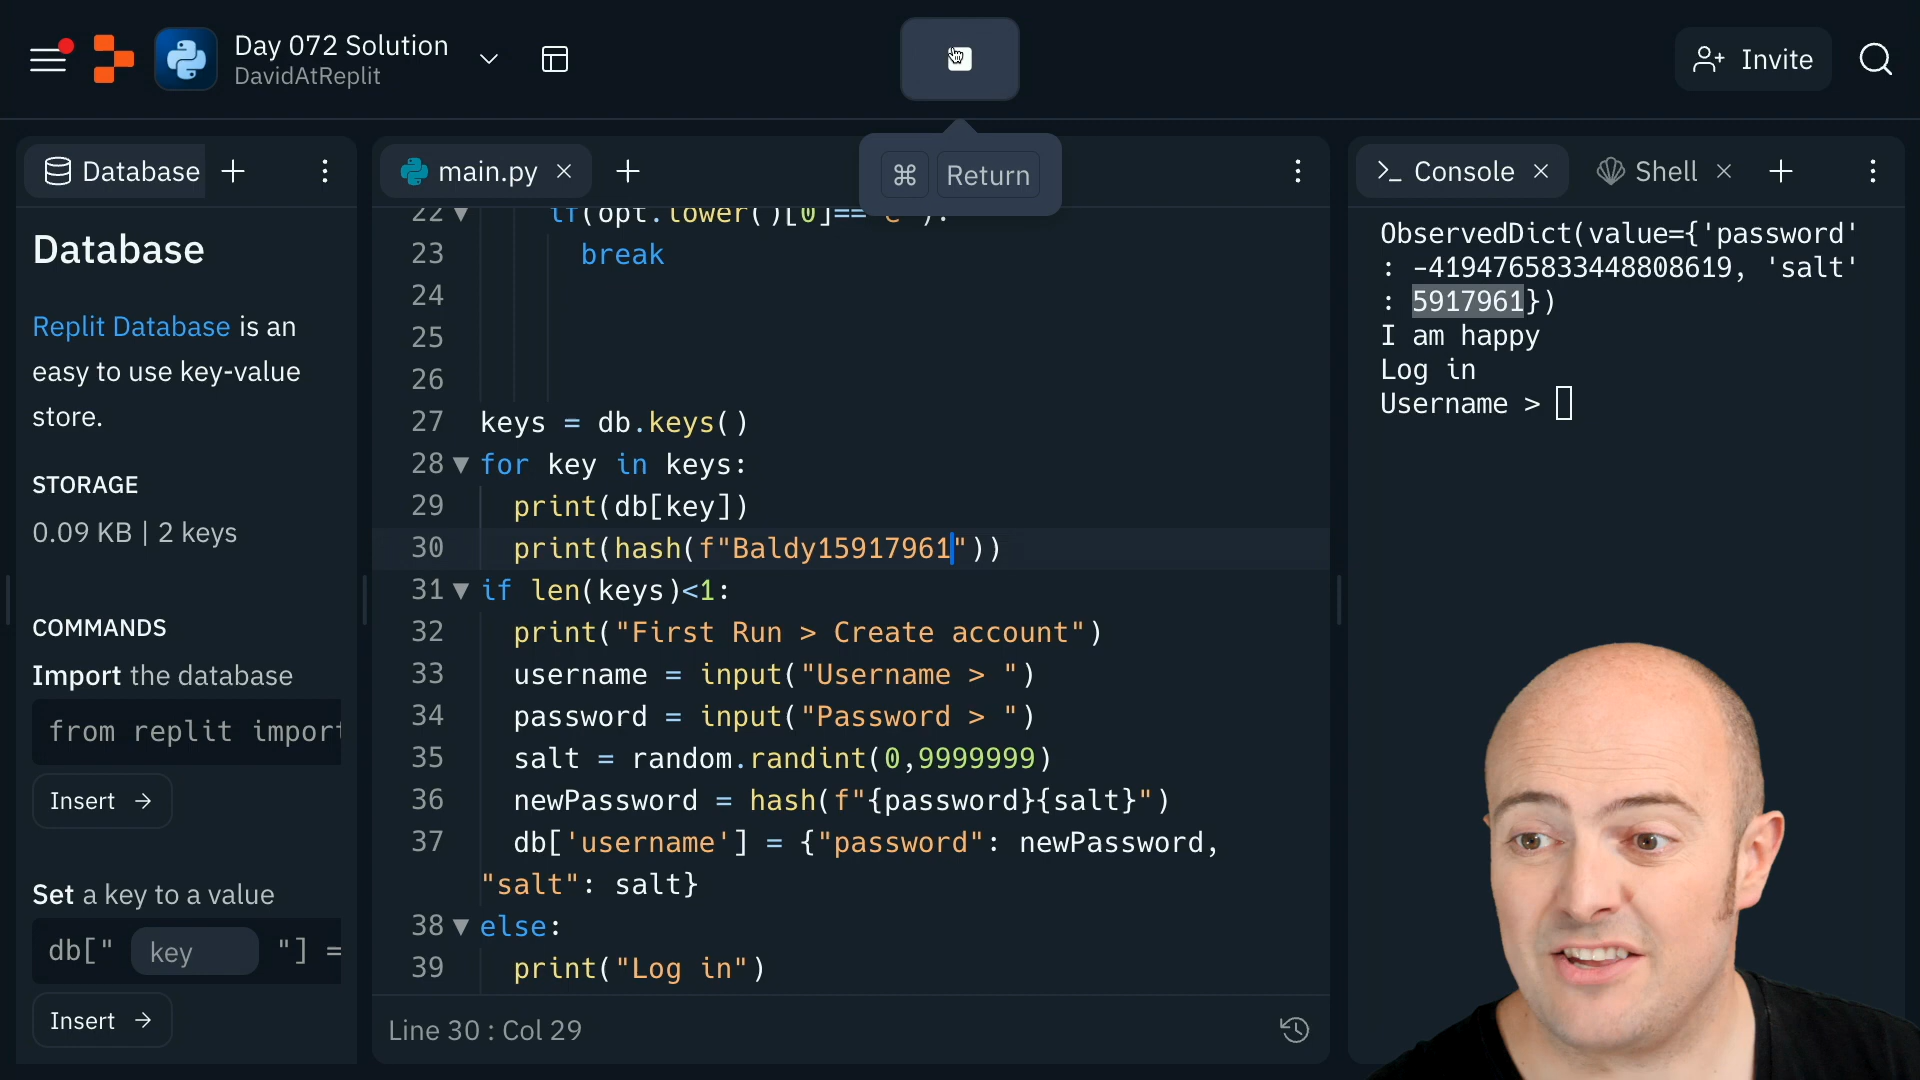 Day 072 Solution
DavidAtReplit
Invite
⌘ Return
Database
Database
Replit Database is an
easy to use key-value
store.
STORAGE
0.09 KB | 2 keys
COMMANDS
Import the database
from replit import
Insert →
Set a key to a value
db[" key "] =
Insert →
main.py
22 if(opt.lower()[0]=="e"):
23 break
24
25
26
27 keys = db.keys()
28 for key in keys:
29 print(db[key])
30 print(hash(f"Baldy15917961"))
31 if len(keys)<1:
32 print("First Run > Create account")
33 username = input("Username > ")
34 password = input("Password > ")
35 salt = random.randint(0,9999999)
36 newPassword = hash(f"{password}{salt}")
37 db['username'] = {"password": newPassword,
"salt": salt}
38 else:
39 print("Log in")
Line 30 : Col 29
Console
Shell
ObservedDict(value={'password'
: -4194765833448808619, 'salt'
: 5917961})
I am happy
Log in
Username >